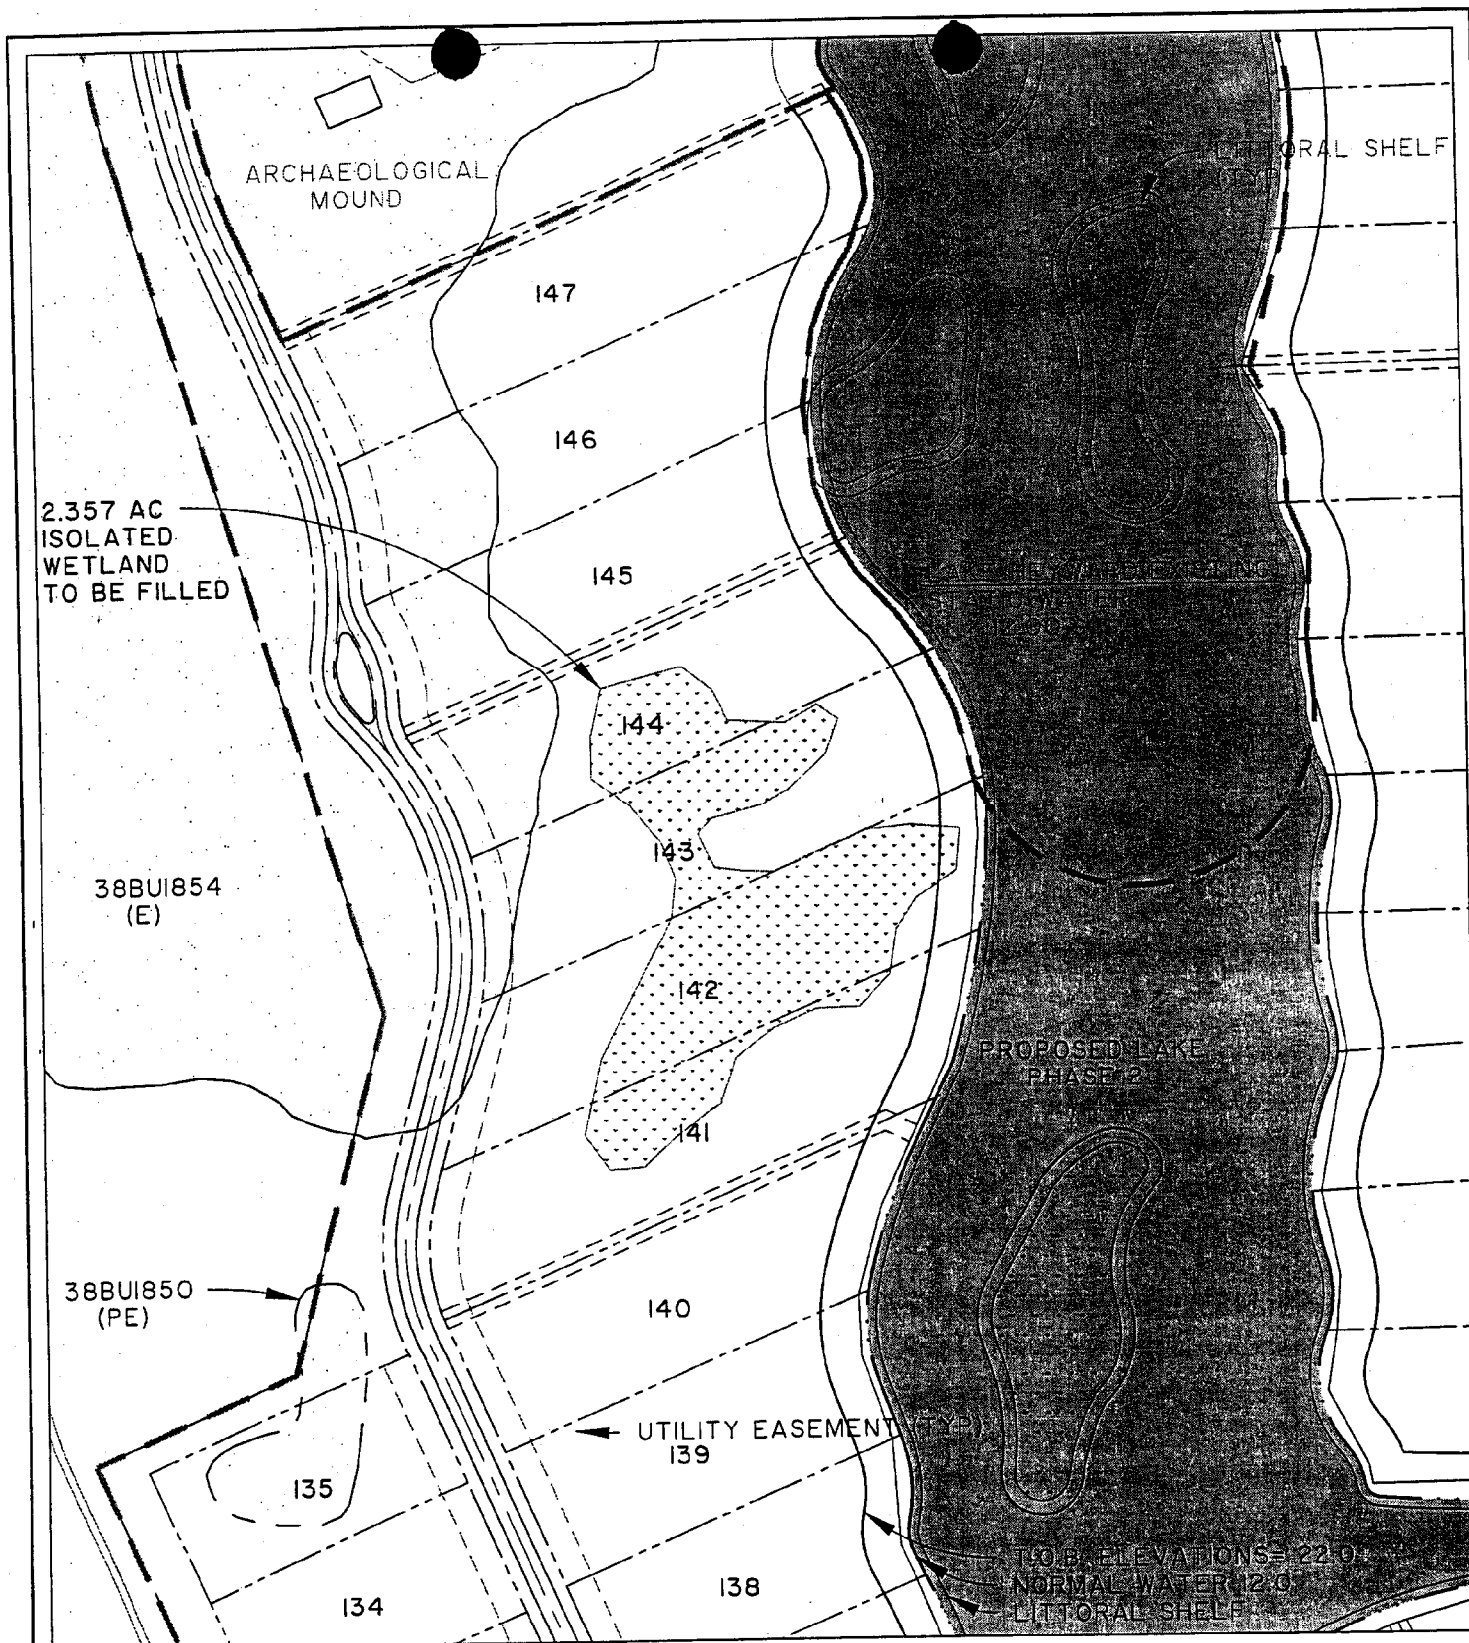 ARCHAEOLOGICAL
MOUND
LITTORAL SHELF
147
146
2.357 AC
ISOLATED
WETLAND
TO BE FILLED
145
144
143
38BU1854
(E)
142
PROPOSED LAKE
PHASE 2
141
38BU1850
(PE)
140
UTILITY EASEMENT (TYP)
139
135
T.O.B. ELEVATIONS= 22.0
NORMAL WATER 12.0
LITTORAL SHELF
138
134